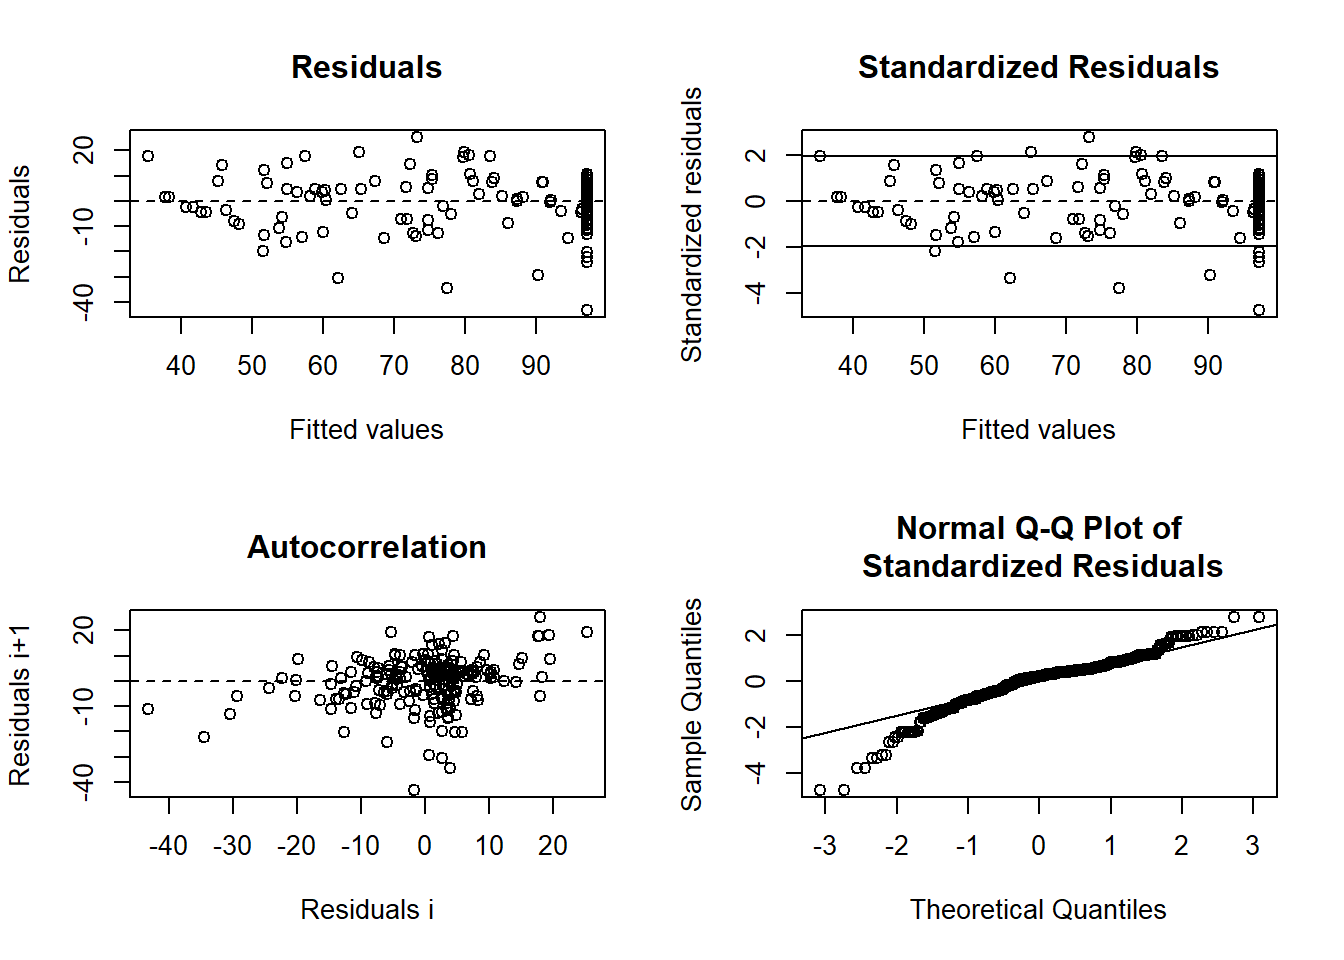 Residuals
Residuals
20
-10
-40
40 50 60 70 80 90
Fitted values
Standardized Residuals
Standardized residuals
2
0
-2
-4
40 50 60 70 80 90
Fitted values
Autocorrelation
Residuals i+1
20
-10
-40
-40 -30 -20 -10 0 10 20
Residuals i
Normal Q-Q Plot of
Standardized Residuals
Sample Quantiles
2
0
-2
-4
-3 -2 -1 0 1 2 3
Theoretical Quantiles